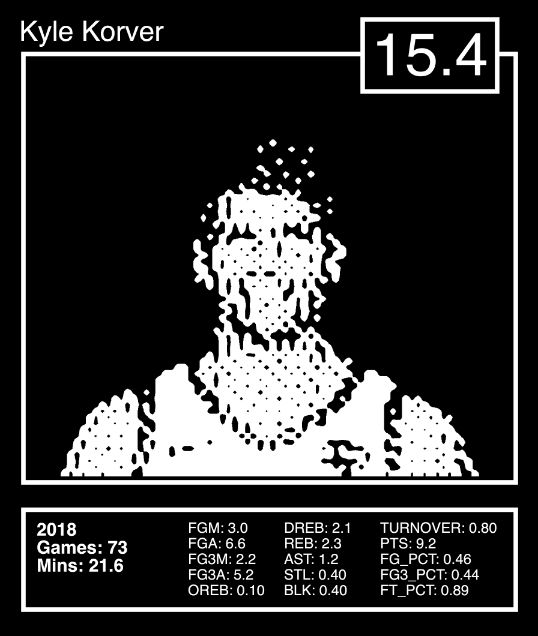 Kyle Korver
15.4
2018
Games: 73
Mins: 21.6
FGM: 3.0
FGA: 6.6
FG3M: 2.2
FG3A: 5.2
OREB: 0.10
DREB: 2.1
REB: 2.3
AST: 1.2
STL: 0.40
BLK: 0.40
TURNOVER: 0.80
PTS: 9.2
FG_PCT: 0.46
FG3_PCT: 0.44
FT_PCT: 0.89